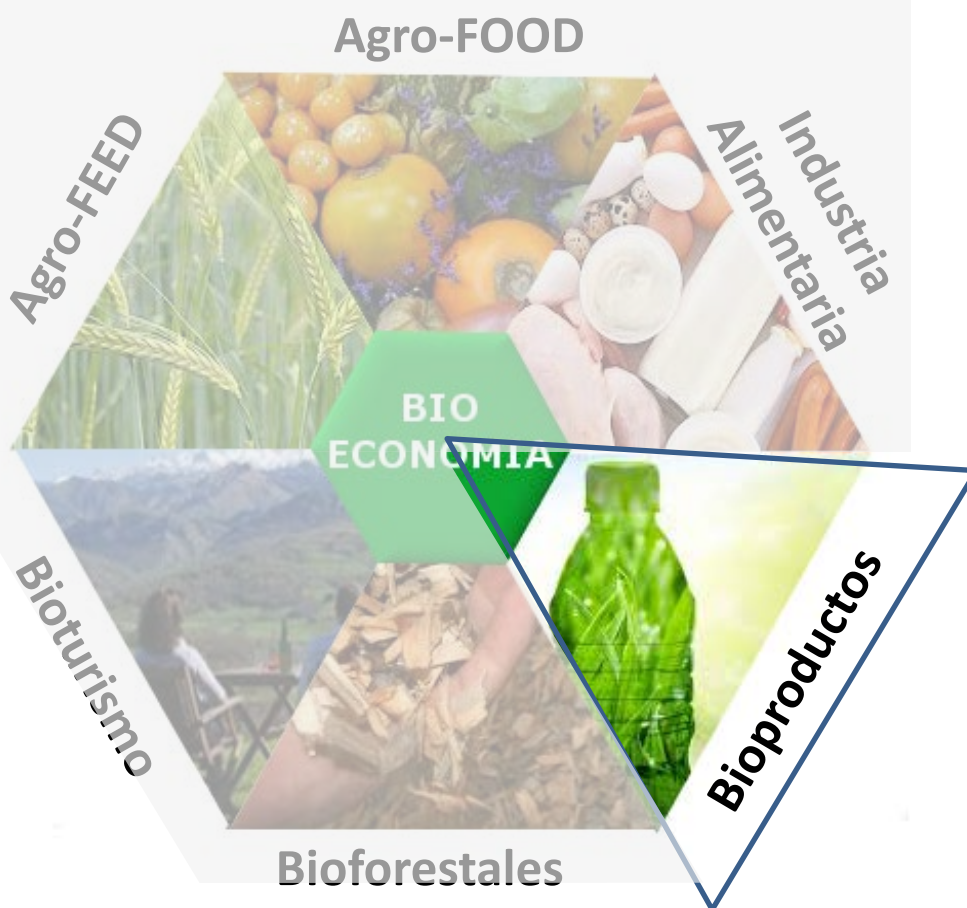 Agro-FOOD
Agro-FEED
Industria
Alimentaria
BIO
ECONOMIA
Bioturismo
Bioproductos
Bioforestales